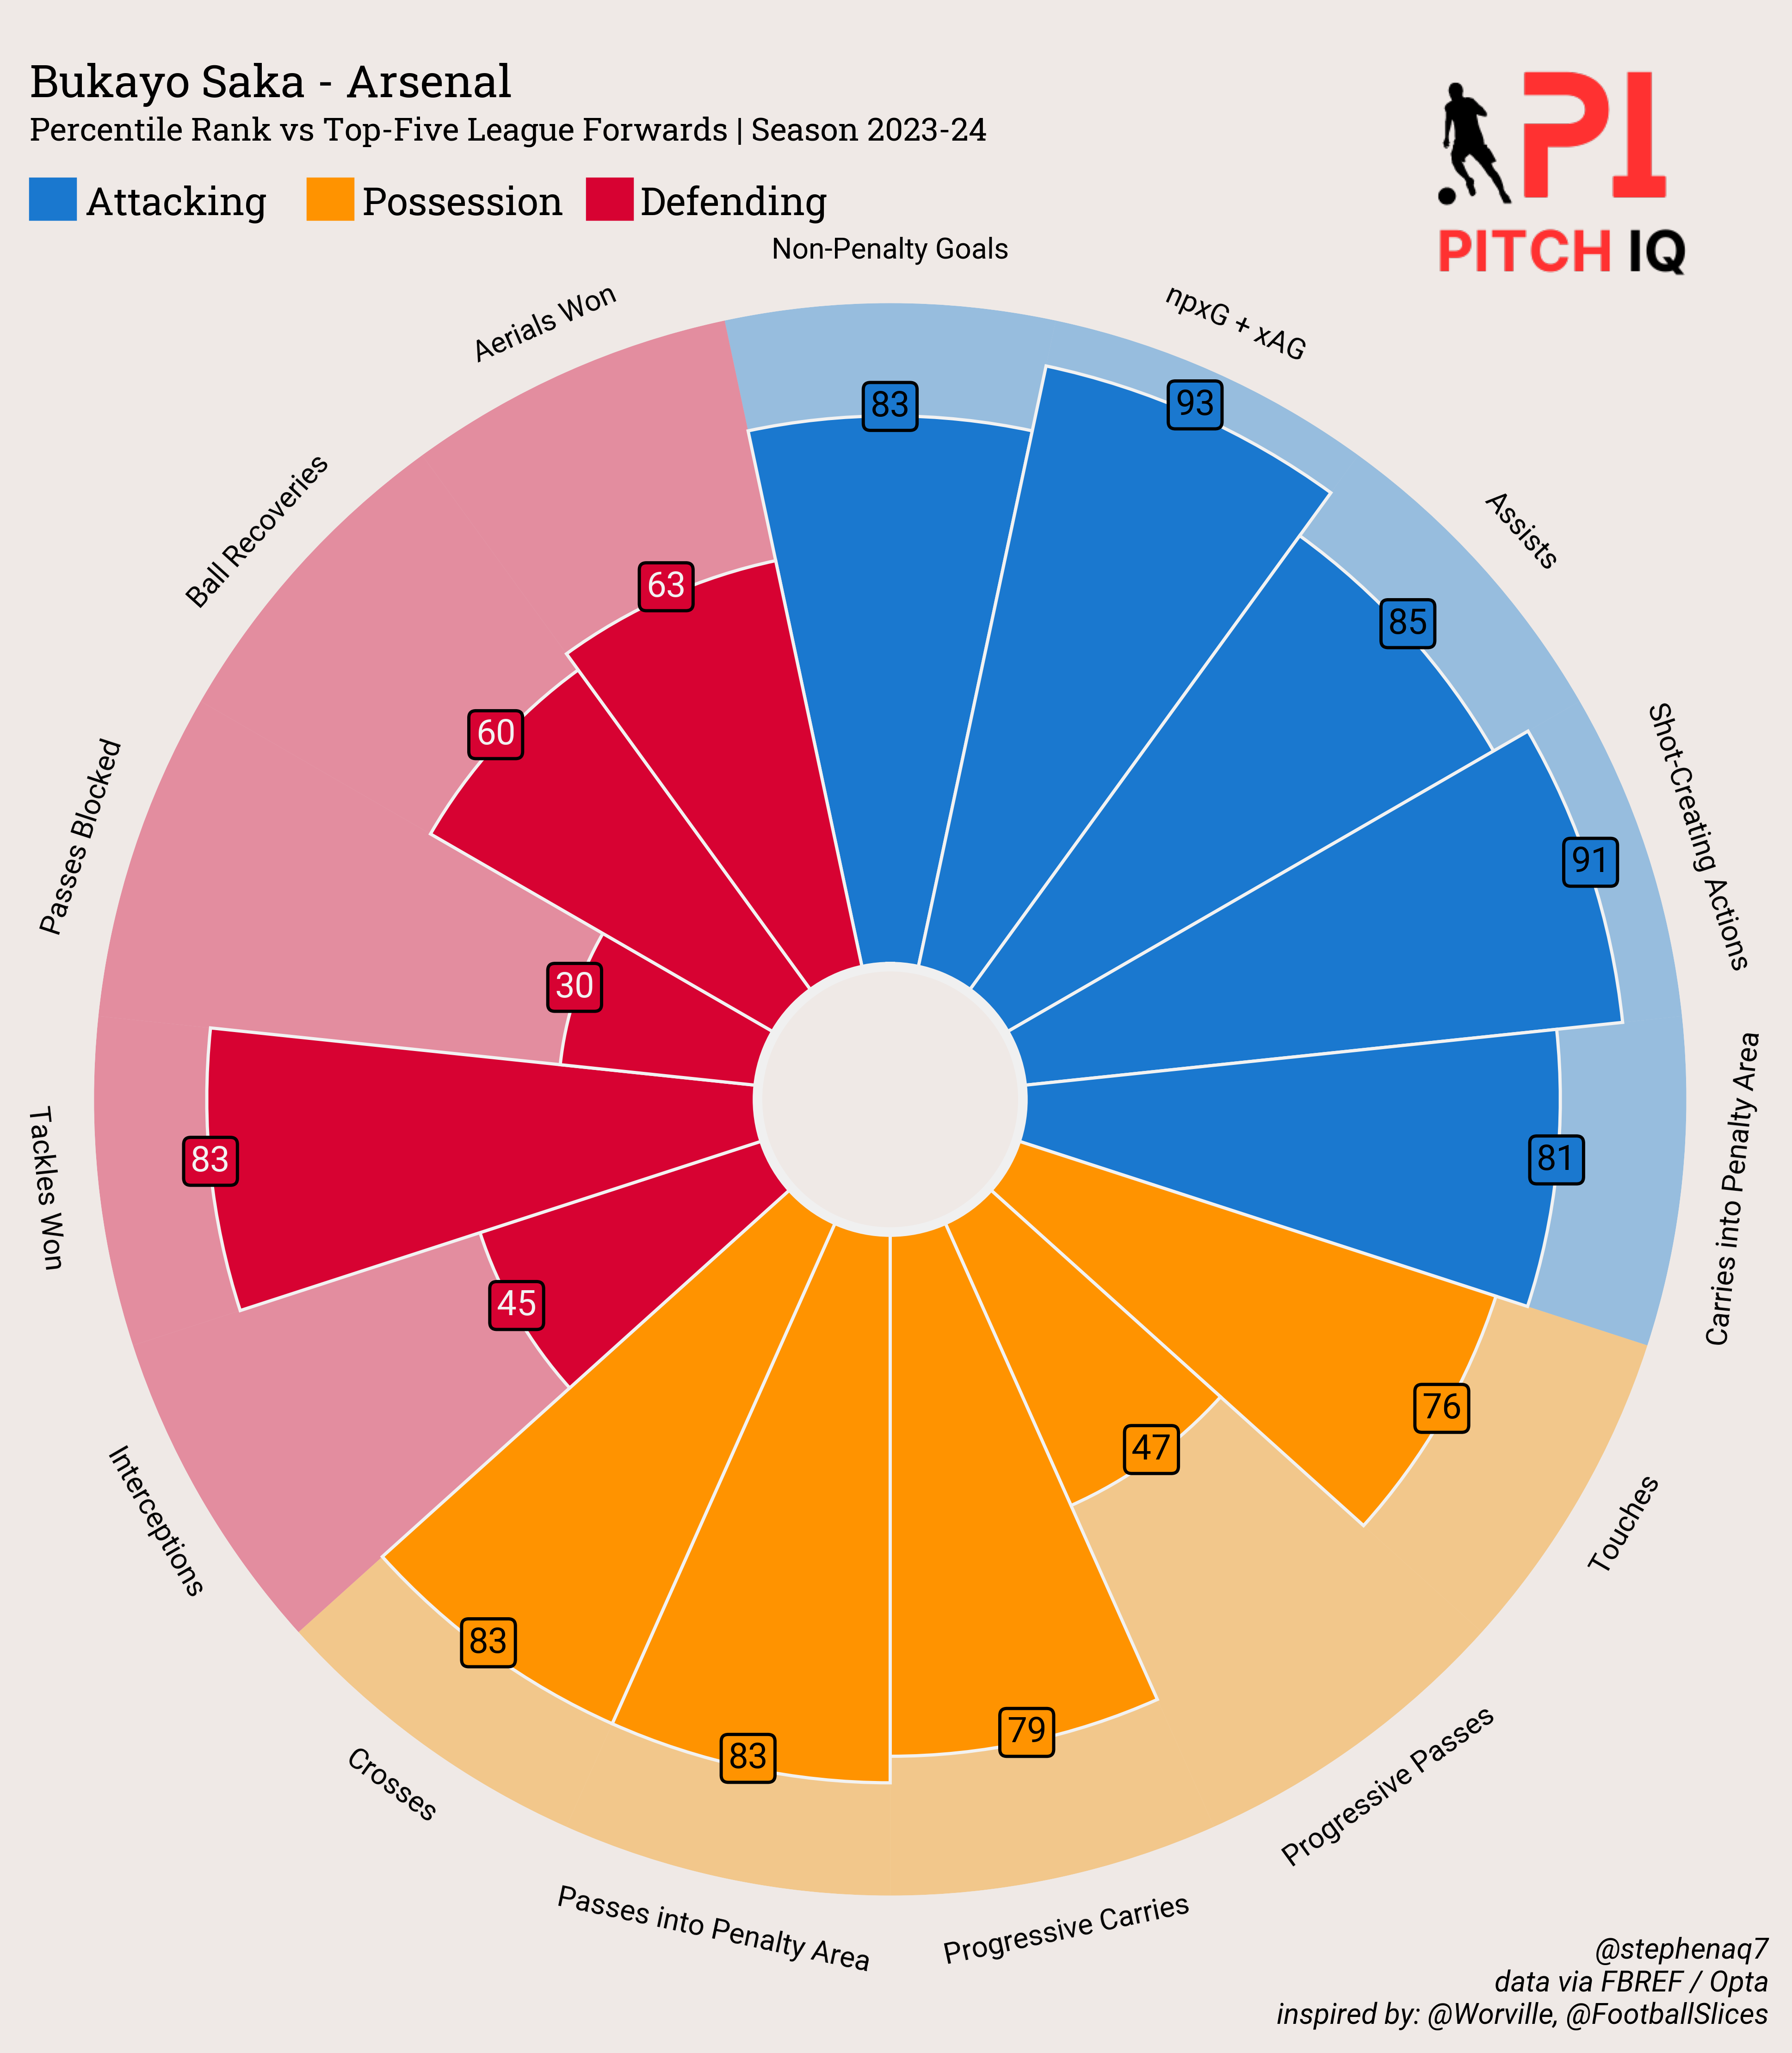 Bukayo Saka - Arsenal
Percentile Rank vs Top-Five League Forwards | Season 2023-24
Attacking
Possession
Defending
PI
PITCH IQ
Non-Penalty Goals
83
npxG + xAG
93
Assists
85
Shot-Creating Actions
91
Carries into Penalty Area
81
Touches
76
Progressive Passes
47
Progressive Carries
79
Passes into Penalty Area
83
Crosses
83
Interceptions
45
Tackles Won
83
Passes Blocked
30
Ball Recoveries
60
Aerials Won
63
@stephenaq7
data via FBREF / Opta
inspired by: @Worville, @FootballSlices